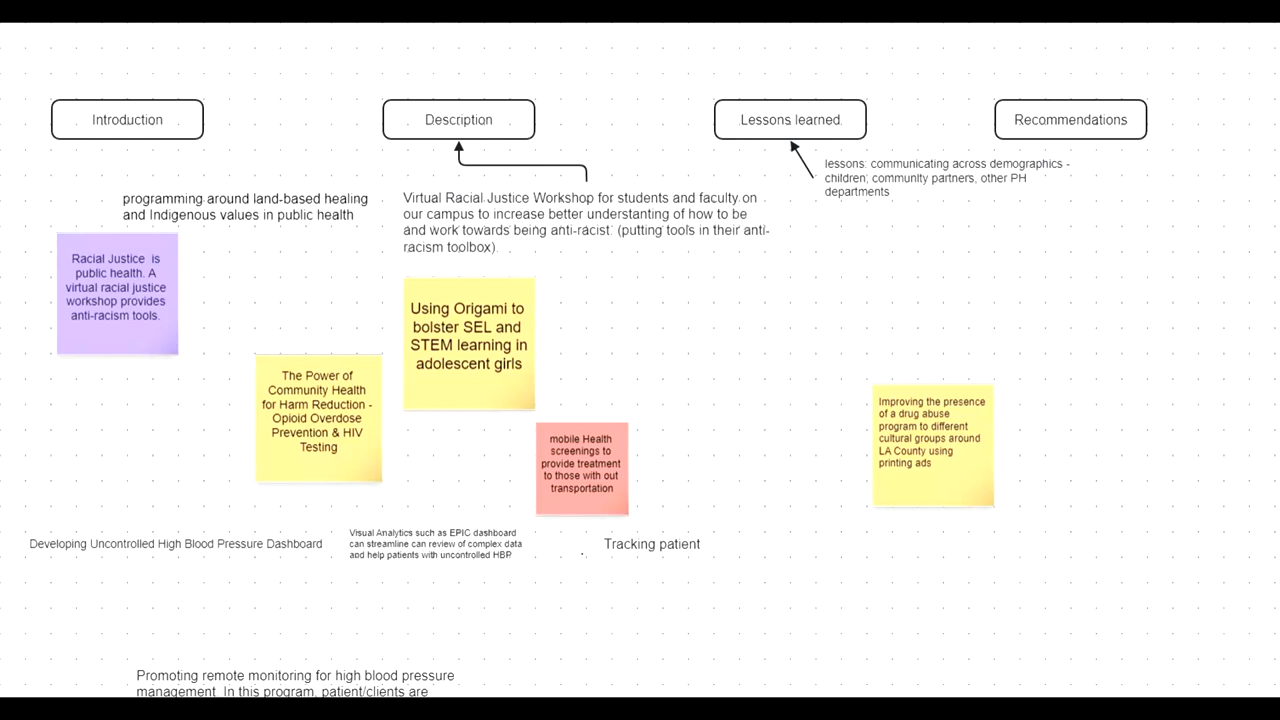 Introduction
Description
Lessons learned.
Recommendations
lessons: communicating across demographics -
children, community partners, other PH
departments
programming around land-based healing
and Indigenous values in public health
Virtual Racial Justice Workshop for students and faculty on
our campus to increase better understanding of how to be
and work towards being anti-racist. (putting tools in their anti-
racism toolbox).
Racial Justice is
public health. A
virtual racial justice
workshop provides
anti-racism tools.
Using Origami to
bolster SEL and
STEM learning in
adolescent girls
The Power of
Community Health
for Harm Reduction -
Opioid Overdose
Prevention & HIV
Testing
Improving the presence
of a drug abuse
program to different
cultural groups around
LA County using
printing ads
mobile Health
screenings to
provide treatment
to those with out
transportation
Developing Uncontrolled High Blood Pressure Dashboard
Visual Analytics such as EPIC dashboard
can streamline can review of complex data
and help patients with uncontrolled HBP.
Tracking patient
Promoting remote monitoring for high blood pressure
management. In this program, patient/clients are